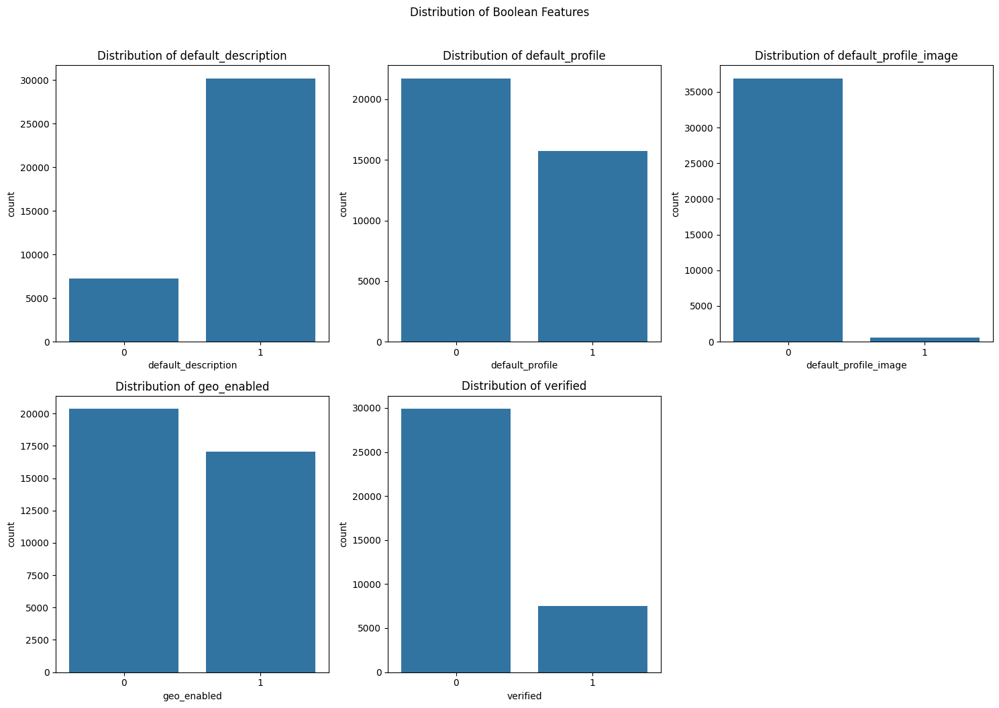 Distribution of Boolean Features
Distribution of default_description
30000
25000
20000
15000
10000
5000
0
count
0 1
default_description
Distribution of default_profile
20000
15000
10000
5000
0
count
0 1
default_profile
Distribution of default_profile_image
35000
30000
25000
20000
15000
10000
5000
0
count
0 1
default_profile_image
Distribution of geo_enabled
20000
17500
15000
12500
10000
7500
5000
2500
0
count
0 1
geo_enabled
Distribution of verified
30000
25000
20000
15000
10000
5000
0
count
0 1
verified